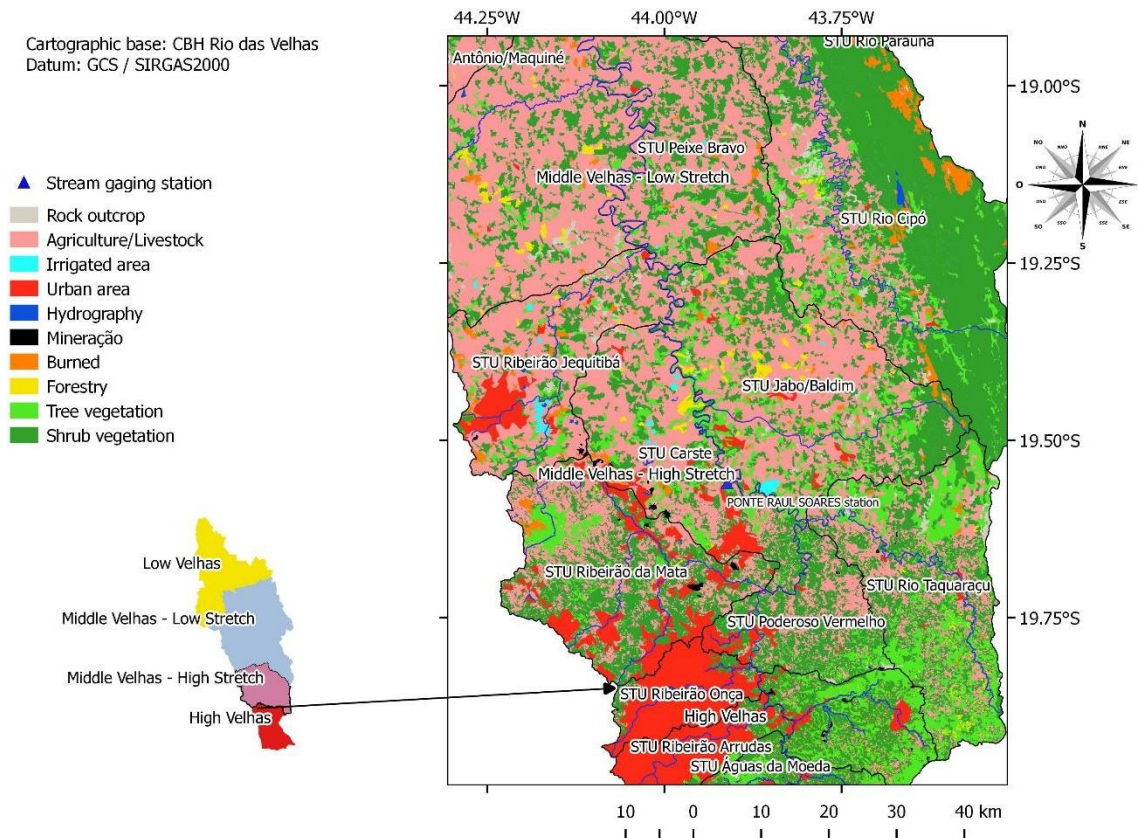 Cartographic base: CBH Rio das Velhas
Datum: GCS / SIRGAS2000
Stream gaging station
Rock outcrop
Agriculture/Livestock
Irrigated area
Urban area
Hydrography
Mineração
Burned
Forestry
Tree vegetation
Shrub vegetation
Low Velhas
Middle Velhas - Low Stretch
Middle Velhas - High Stretch
High Velhas
44.25°W 44.00°W 43.75°W
STU Rio Parauna
Antônio/Maquiné
19.00°S
STU Peixe Bravo
Middle Velhas - Low Stretch
STU Rio Cipó
19.25°S
STU Ribeirão Jequitibá
STU Jabo/Baldim
19.50°S
STU Carste
Middle Velhas - High Stretch
PONTE RAUL SOARES station
STU Ribeirão da Mata
STU Rio Taquaraçu
STU Poderoso Vermelho
19.75°S
STU Ribeirão Onça
High Velhas
STU Ribeirão Arrudas
STU Águas da Moeda
10 0 10 20 30 40 km
N
NO
NE
O
SO
SE
S